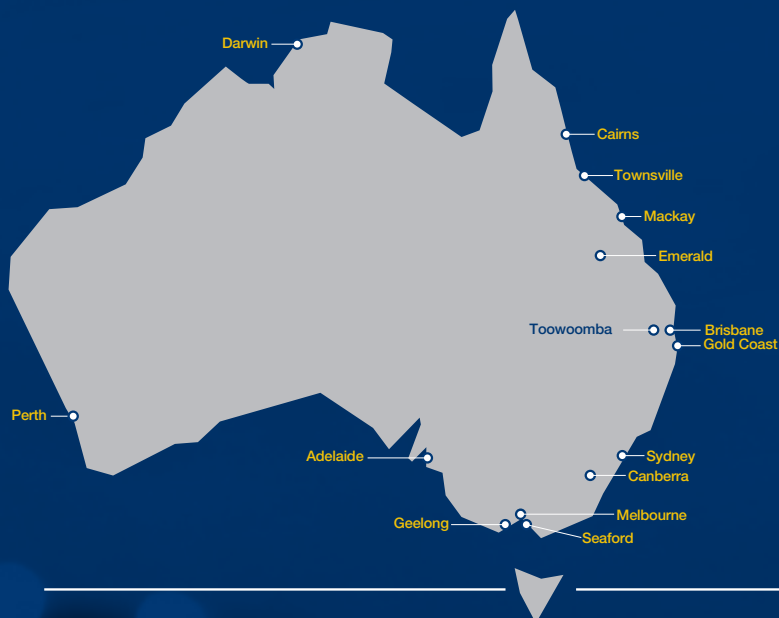 Darwin
Cairns
Townsville
Mackay
Emerald
Toowoomba
Brisbane
Gold Coast
Perth
Adelaide
Sydney
Canberra
Geelong
Melbourne
Seaford